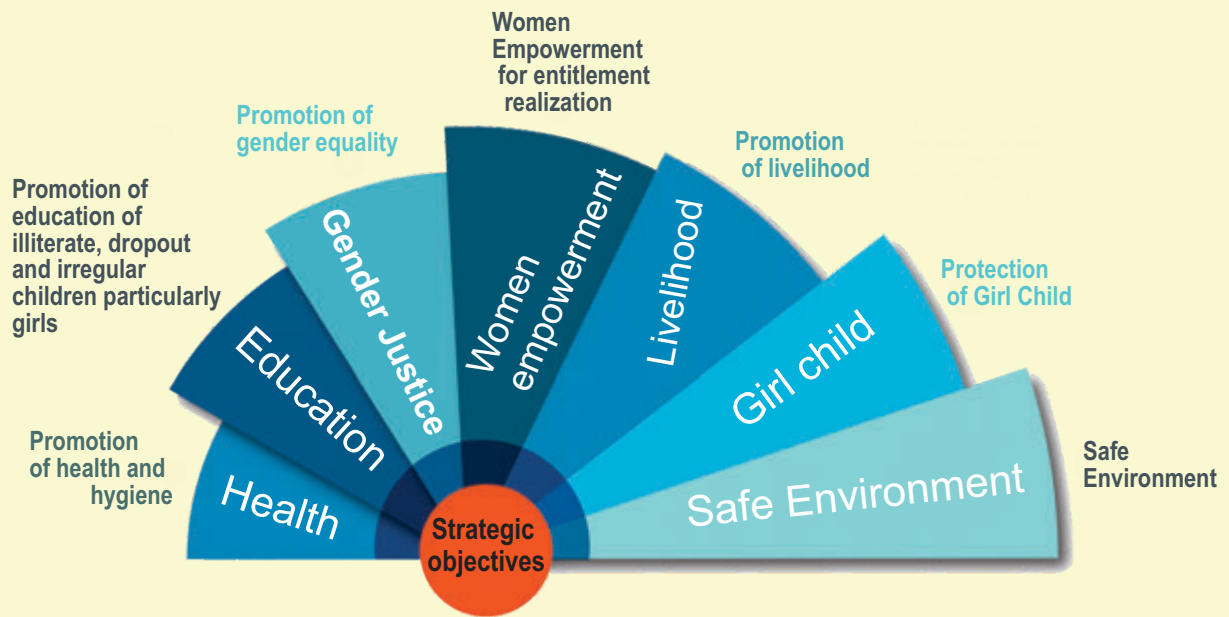 Women
Empowerment
for entitlement
realization
Promotion of
gender equality
Promotion
of livelihood
Promotion of
education of
illiterate, dropout
and irregular
children particularly
girls
Protection
of Girl Child
Promotion
of health and
hygiene
Safe
Environment
Health
Education
Gender Justice
Women
empowerment
Livelihood
Girl child
Safe Environment
Strategic
objectives